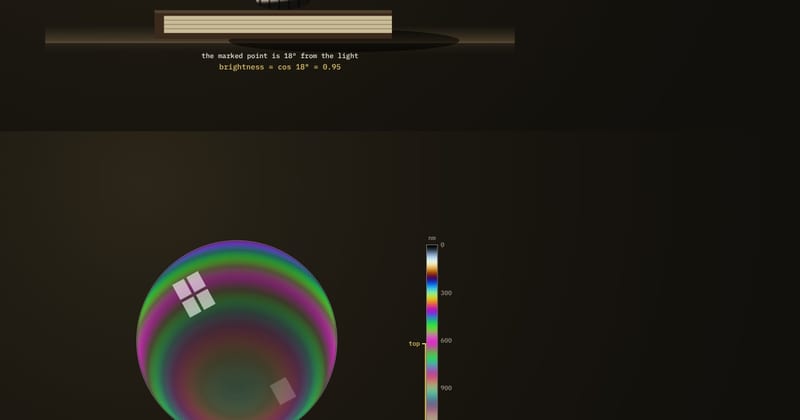 the marked point is 18° from the light
brightness = cos 18° = 0.95
nm
0
300
top
600
900